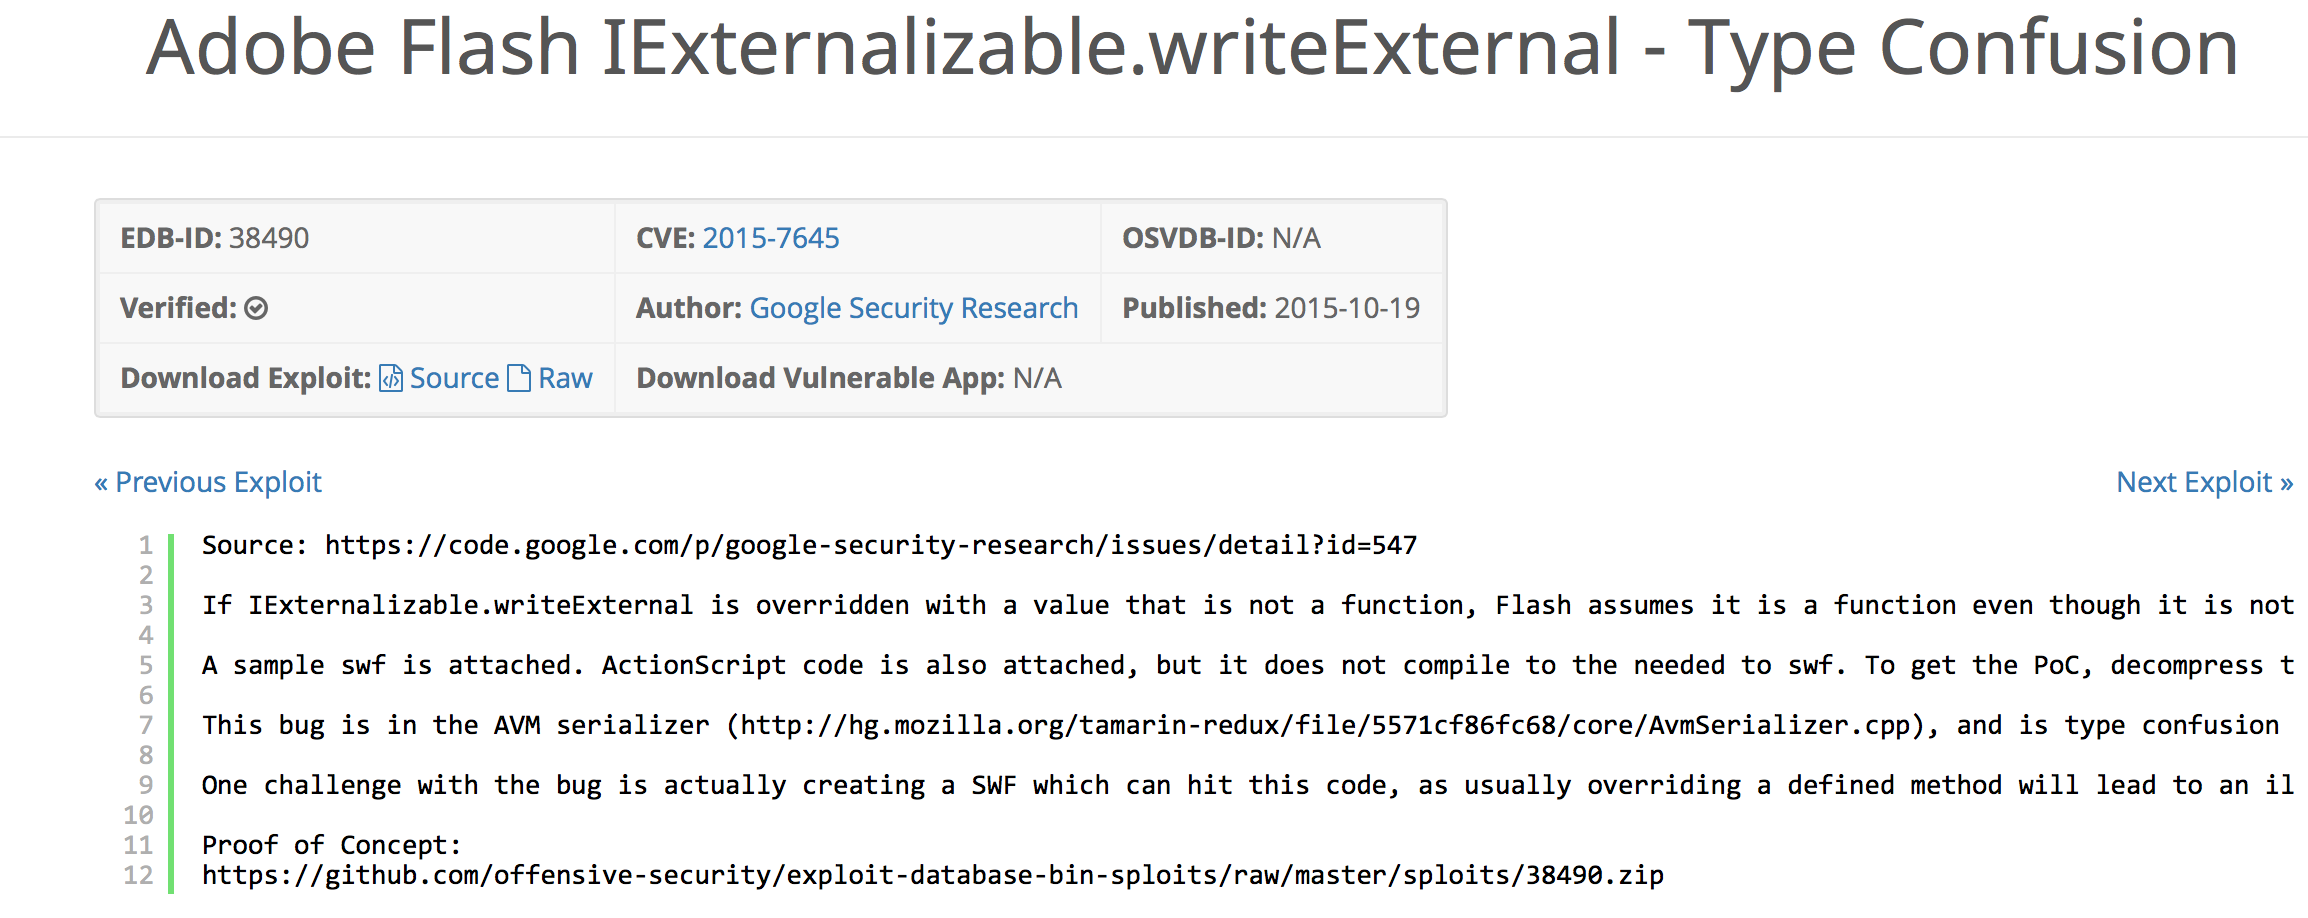 Adobe Flash IExternalizable.writeExternal - Type Confusion
EDB-ID: 38490 CVE: 2015-7645 OSVDB-ID: N/A
Verified: Author: Google Security Research Published: 2015-10-19
Download Exploit: Source Raw Download Vulnerable App: N/A
« Previous Exploit Next Exploit »
1 Source: https://code.google.com/p/google-security-research/issues/detail?id=547
2
3 If IExternalizable.writeExternal is overridden with a value that is not a function, Flash assumes it is a function even though it is not
4
5 A sample swf is attached. ActionScript code is also attached, but it does not compile to the needed to swf. To get the PoC, decompress t
6
7 This bug is in the AVM serializer (http://hg.mozilla.org/tamarin-redux/file/5571cf86fc68/core/AvmSerializer.cpp), and is type confusion
8
9 One challenge with the bug is actually creating a SWF which can hit this code, as usually overriding a defined method will lead to an il
10
11 Proof of Concept:
12 https://github.com/offensive-security/exploit-database-bin-sploits/raw/master/sploits/38490.zip